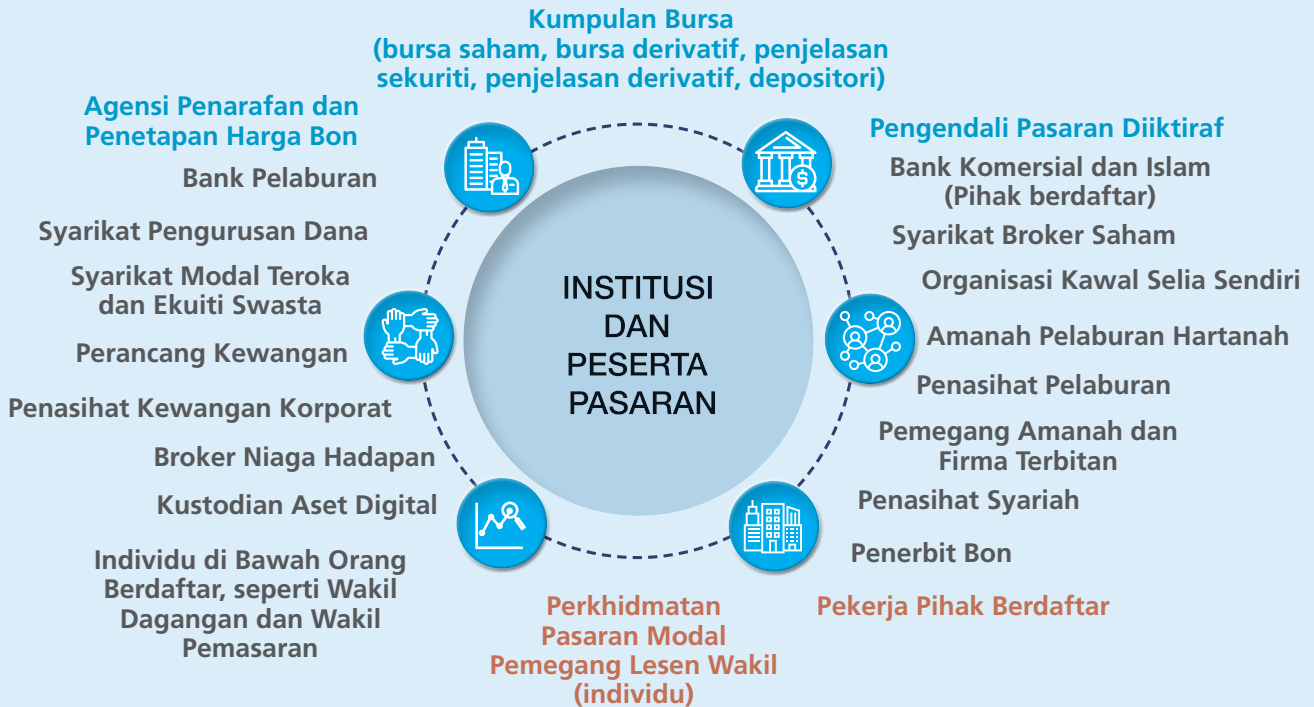 Kumpulan Bursa
(bursa saham, bursa derivatif, penjelasan
sekuriti, penjelasan derivatif, depositori)
Agensi Penarafan dan
Penetapan Harga Bon
Bank Pelaburan
Syarikat Pengurusan Dana
Syarikat Modal Teroka
dan Ekuiti Swasta
Perancang Kewangan
Penasihat Kewangan Korporat
Broker Niaga Hadapan
Kustodian Aset Digital
Individu di Bawah Orang
Berdaftar, seperti Wakil
Dagangan dan Wakil
Pemasaran
INSTITUSI
DAN
PESERTA
PASARAN
Pengendali Pasaran Diiktiraf
Bank Komersial dan Islam
(Pihak berdaftar)
Syarikat Broker Saham
Organisasi Kawal Selia Sendiri
Amanah Pelaburan Hartanah
Penasihat Pelaburan
Pemegang Amanah dan
Firma Terbitan
Penasihat Syariah
Penerbit Bon
Pekerja Pihak Berdaftar
Perkhidmatan
Pasaran Modal
Pemegang Lesen Wakil
(individu)
$